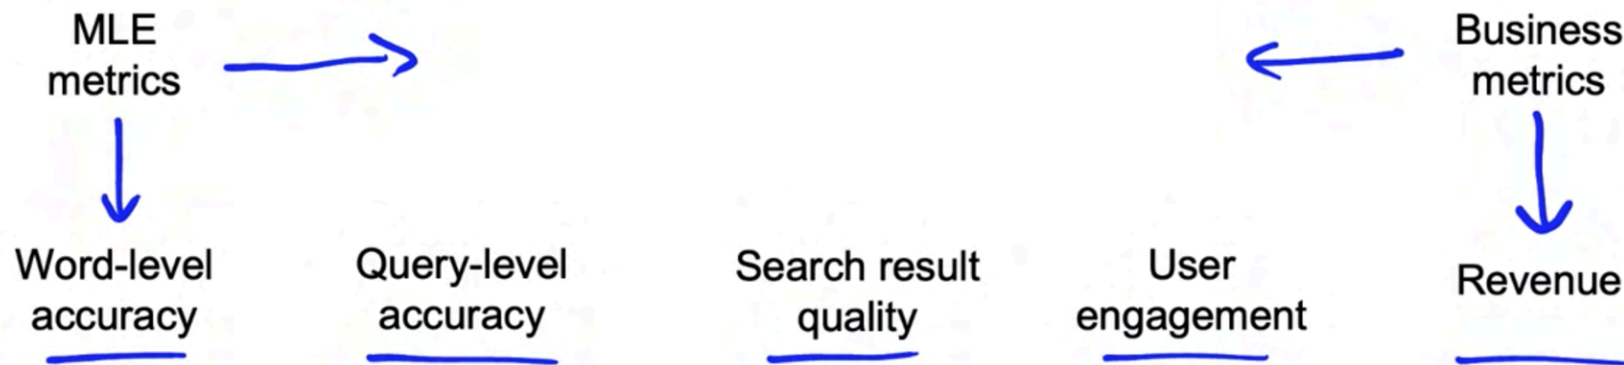 MLE
metrics
Business
metrics
Word-level
accuracy
Query-level
accuracy
Search result
quality
User
engagement
Revenue